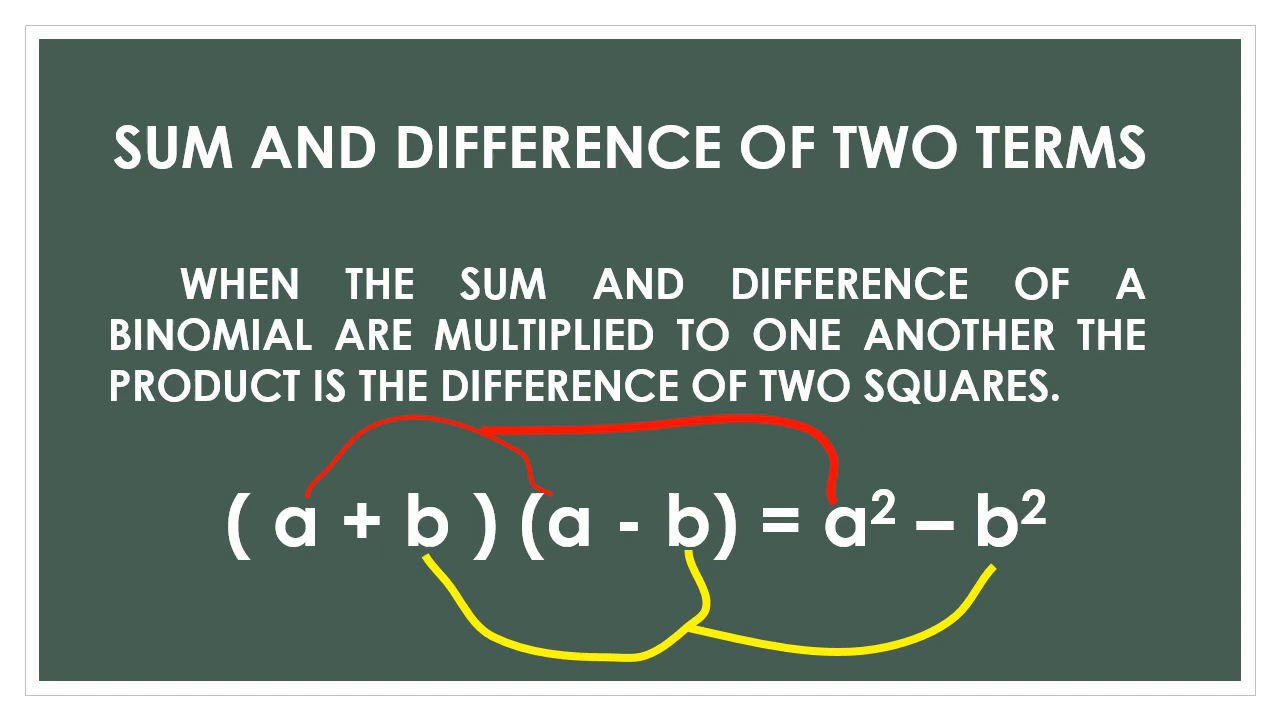 SUM AND DIFFERENCE OF TWO TERMS
WHEN THE SUM AND DIFFERENCE OF A
BINOMIAL ARE MULTIPLIED TO ONE ANOTHER THE
PRODUCT IS THE DIFFERENCE OF TWO SQUARES.
( a + b ) (a - b) = a² – b²